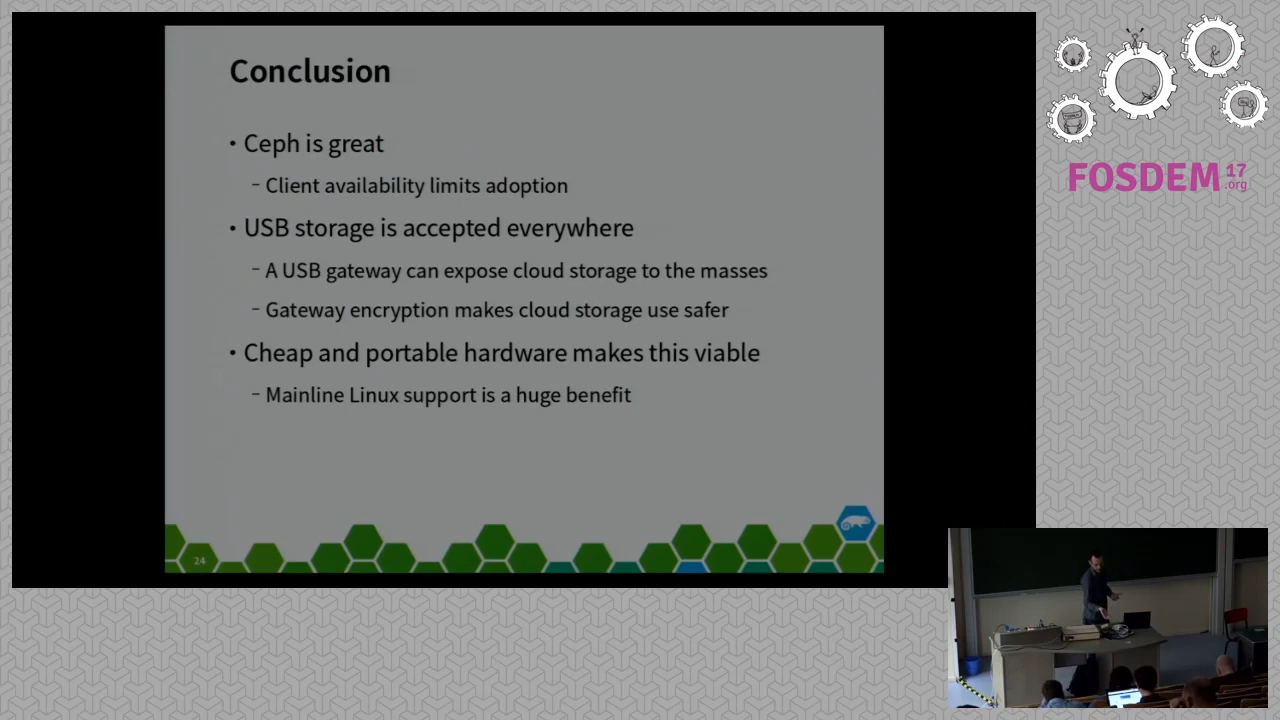 Conclusion
• Ceph is great
– Client availability limits adoption
• USB storage is accepted everywhere
– A USB gateway can expose cloud storage to the masses
– Gateway encryption makes cloud storage use safer
• Cheap and portable hardware makes this viable
– Mainline Linux support is a huge benefit
24
FOSDEM 17
.org